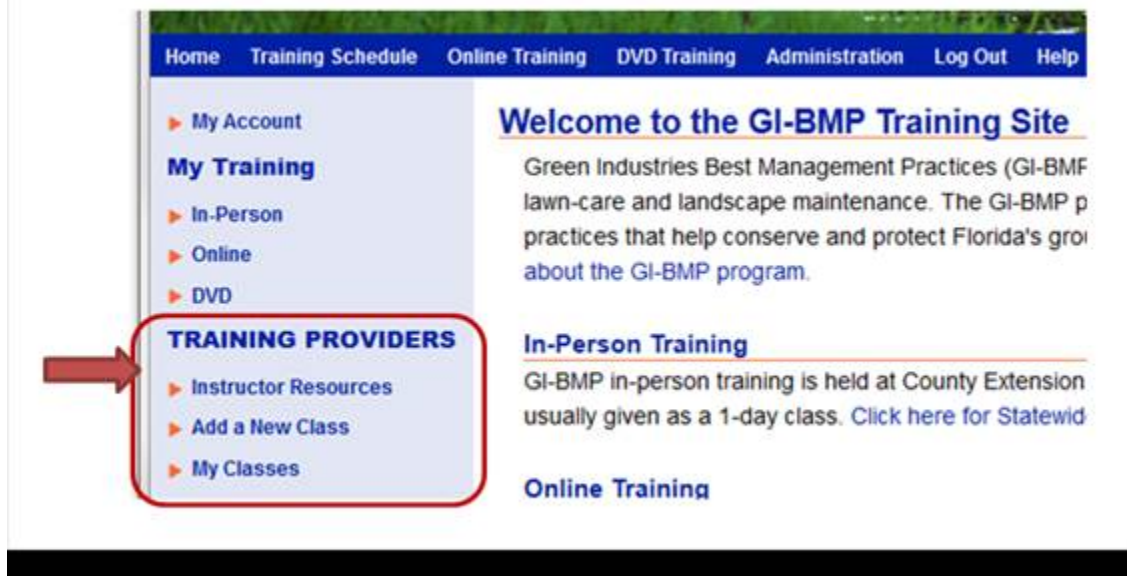 Home Training Schedule Online Training DVD Training Administration Log Out Help
My Account
My Training
In-Person
Online
DVD
TRAINING PROVIDERS
Instructor Resources
Add a New Class
My Classes
Welcome to the GI-BMP Training Site
Green Industries Best Management Practices (GI-BMP
lawn-care and landscape maintenance. The GI-BMP p
practices that help conserve and protect Florida's grou
about the GI-BMP program.
In-Person Training
GI-BMP in-person training is held at County Extension
usually given as a 1-day class. Click here for Statewid
Online Training